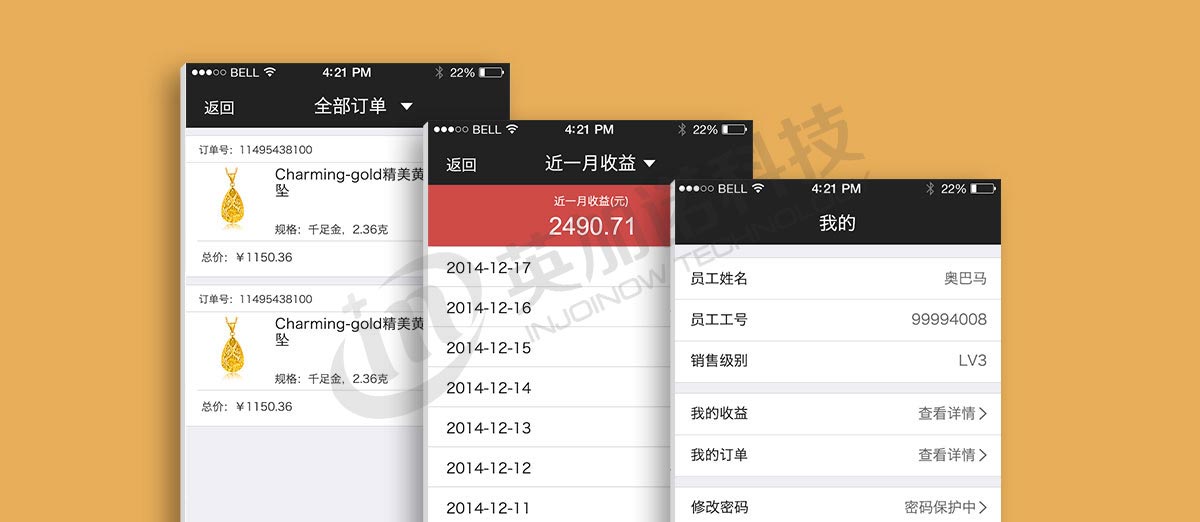 BELL
4:21 PM
22%
返回
全部订单
订单号：11495438100
Charming-gold精美黄
坠
规格：千足金，2.36克
总价：￥1150.36
订单号：11495438100
Charming-gold精美黄
坠
规格：千足金，2.36克
总价：￥1150.36
BELL
4:21 PM
22%
返回
近一月收益
近一月收益(元)
2490.71
2014-12-17
2014-12-16
2014-12-15
2014-12-14
2014-12-13
2014-12-12
2014-12-11
BELL
4:21 PM
22%
我的
员工姓名 奥巴马
员工工号 99994008
销售级别 LV3
我的收益 查看详情
我的订单 查看详情
修改密码 密码保护中
英加诺科技
INJOINOW TECHNOLOGY